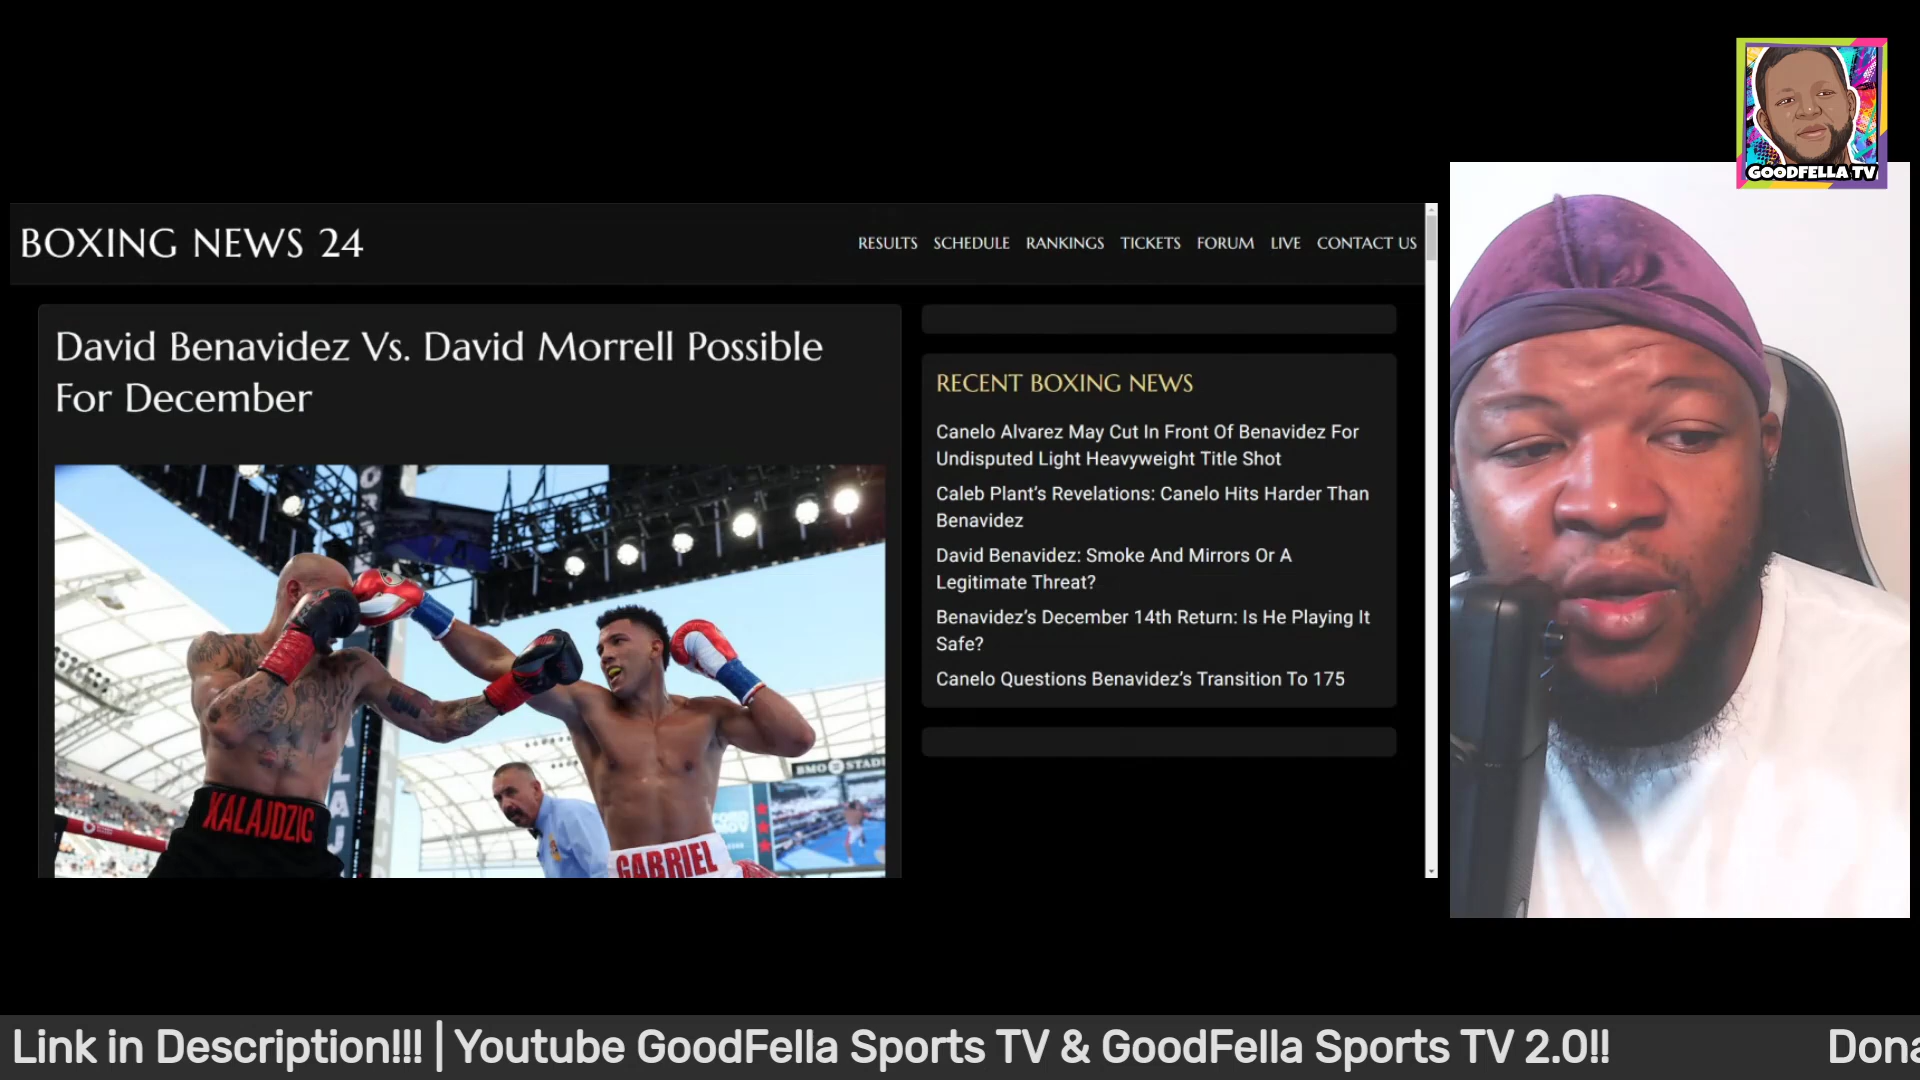 GOODFELLA TV
BOXING NEWS 24
RESULTS SCHEDULE RANKINGS TICKETS FORUM LIVE CONTACT US
David Benavidez Vs. David Morrell Possible
For December
RECENT BOXING NEWS
Canelo Alvarez May Cut In Front Of Benavidez For
Undisputed Light Heavyweight Title Shot
Caleb Plant’s Revelations: Canelo Hits Harder Than
Benavidez
David Benavidez: Smoke And Mirrors Or A
Legitimate Threat?
Benavidez’s December 14th Return: Is He Playing It
Safe?
Canelo Questions Benavidez’s Transition To 175
BMO STADIU
KALAJDZIC
GABRIEL
Link in Description!!! | Youtube GoodFella Sports TV & GoodFella Sports TV 2.0!! Dona